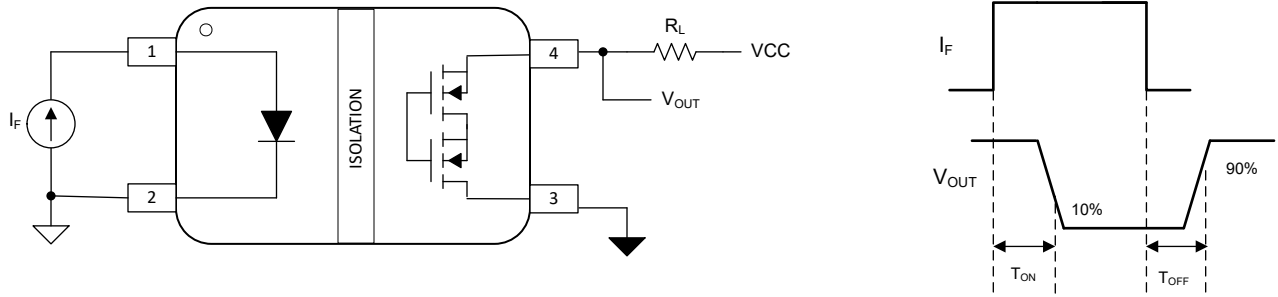 I_F
1
2
ISOLATION
4
3
R_L
VCC
V_OUT
I_F
V_OUT
10%
90%
T_ON
T_OFF